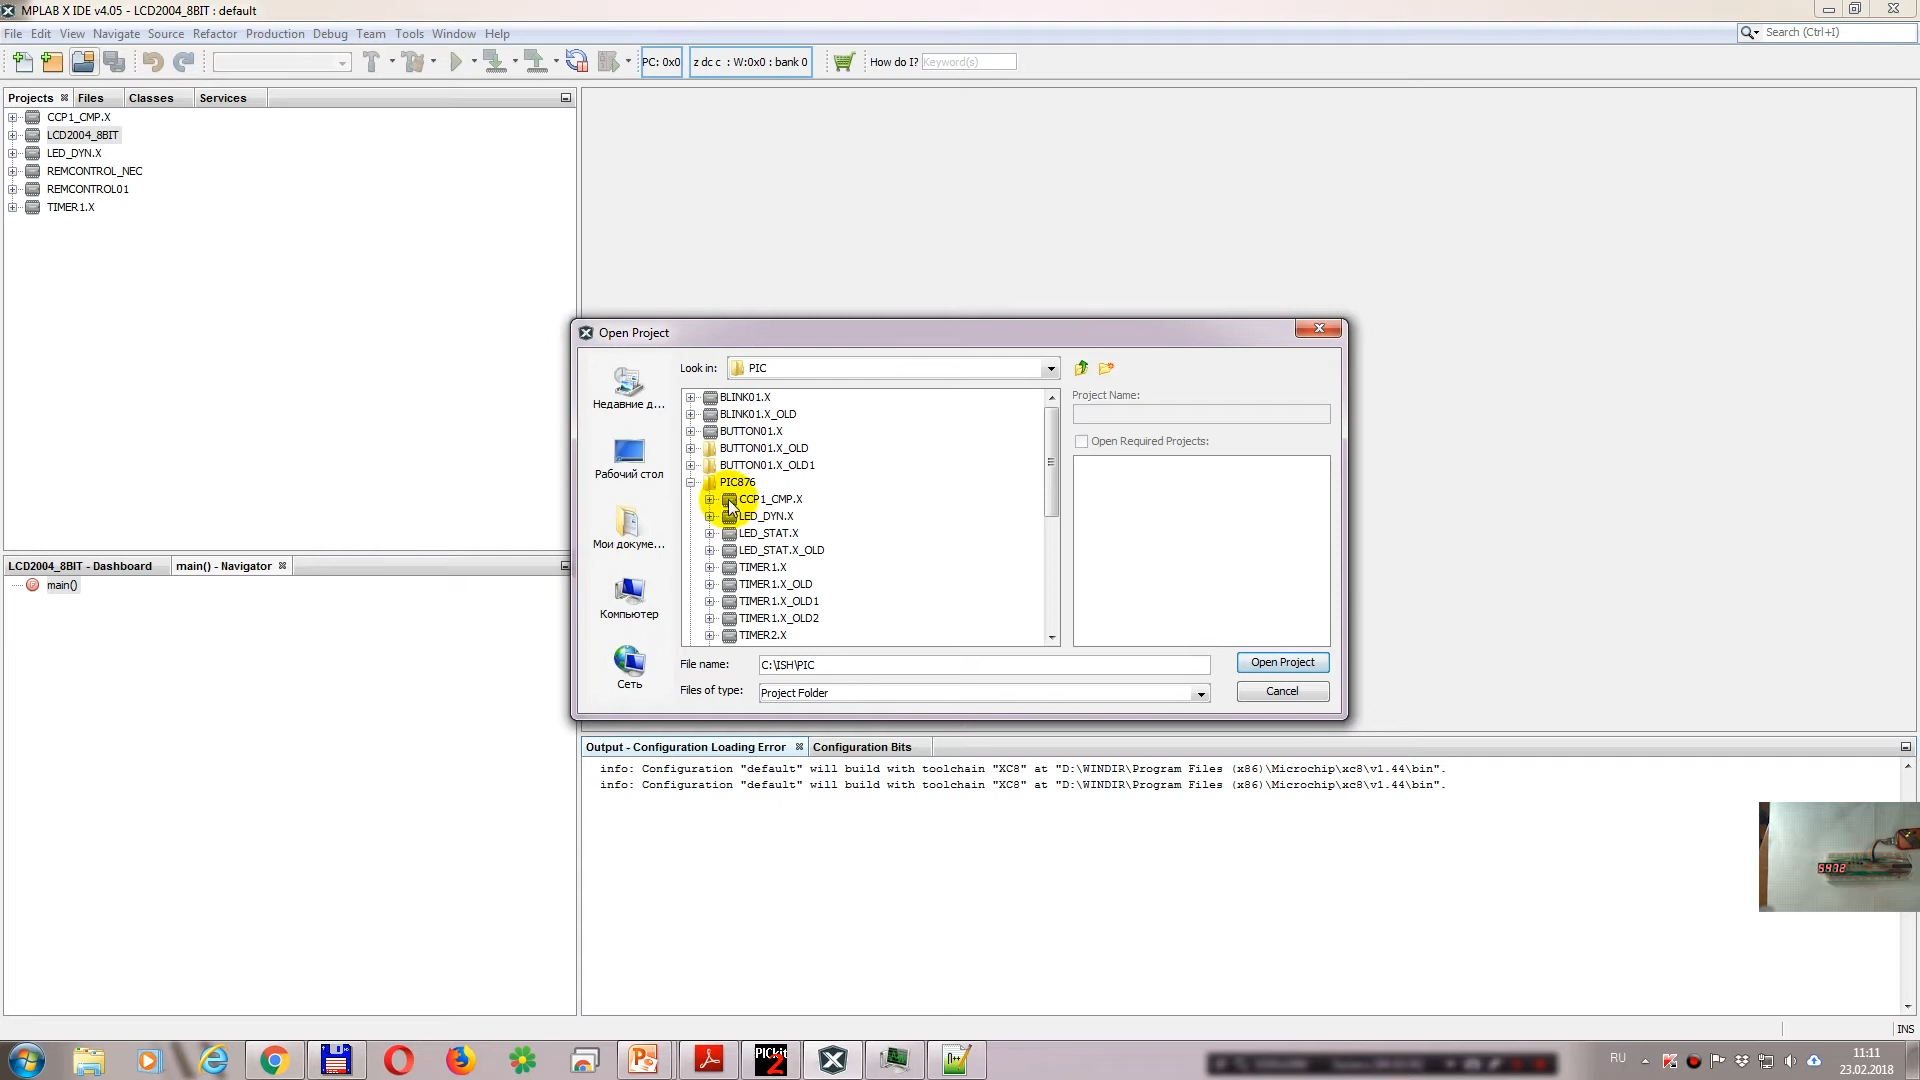 MPLAB X IDE v4.05 - LCD2004_8BIT : default
File Edit View Navigate Source Refactor Production Debug Team Tools Window Help
Search (Ctrl+I)
PC: 0x0
z dc c : W:0x0 : bank 0
How do I?
Keyword(s)
Projects
Files
Classes
Services
CCP1_CMP.X
LCD2004_8BIT
LED_DYN.X
REMCONTROL_NEC
REMCONTROL01
TIMER1.X
Open Project
Look in:
PIC
Недавние д...
Рабочий стол
Мои докуме...
Компьютер
Сеть
BLINK01.X
BLINK01.X_OLD
BUTTON01.X
BUTTON01.X_OLD
BUTTON01.X_OLD1
PIC876
CCP1_CMP.X
LED_DYN.X
LED_STAT.X
LED_STAT.X_OLD
TIMER1.X
TIMER1.X_OLD
TIMER1.X_OLD1
TIMER1.X_OLD2
TIMER2.X
Project Name:
Open Required Projects:
File name:
C:\ISH\PIC
Open Project
Files of type:
Project Folder
Cancel
LCD2004_8BIT - Dashboard
main() - Navigator
main()
Output - Configuration Loading Error
Configuration Bits
info: Configuration "default" will build with toolchain "XC8" at "D:\WINDIR\Program Files (x86)\Microchip\xc8\v1.44\bin".
info: Configuration "default" will build with toolchain "XC8" at "D:\WINDIR\Program Files (x86)\Microchip\xc8\v1.44\bin".
5472
INS
PICkit
2
RU
11:11
23.02.2018